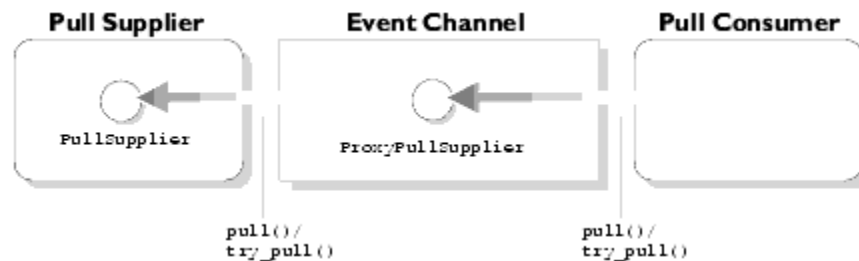 Pull Supplier
Event Channel
Pull Consumer
PullSupplier
ProxyPullSupplier
pull()/
try_pull()
pull()/
try_pull()